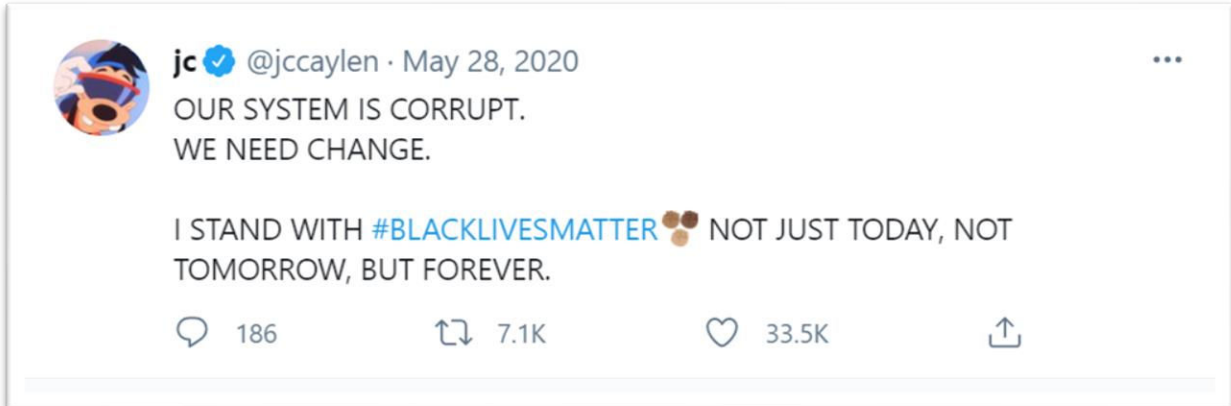 jc @jccaylen · May 28, 2020
OUR SYSTEM IS CORRUPT.
WE NEED CHANGE.
I STAND WITH #BLACKLIVESMATTER NOT JUST TODAY, NOT
TOMORROW, BUT FOREVER.
186 7.1K 33.5K